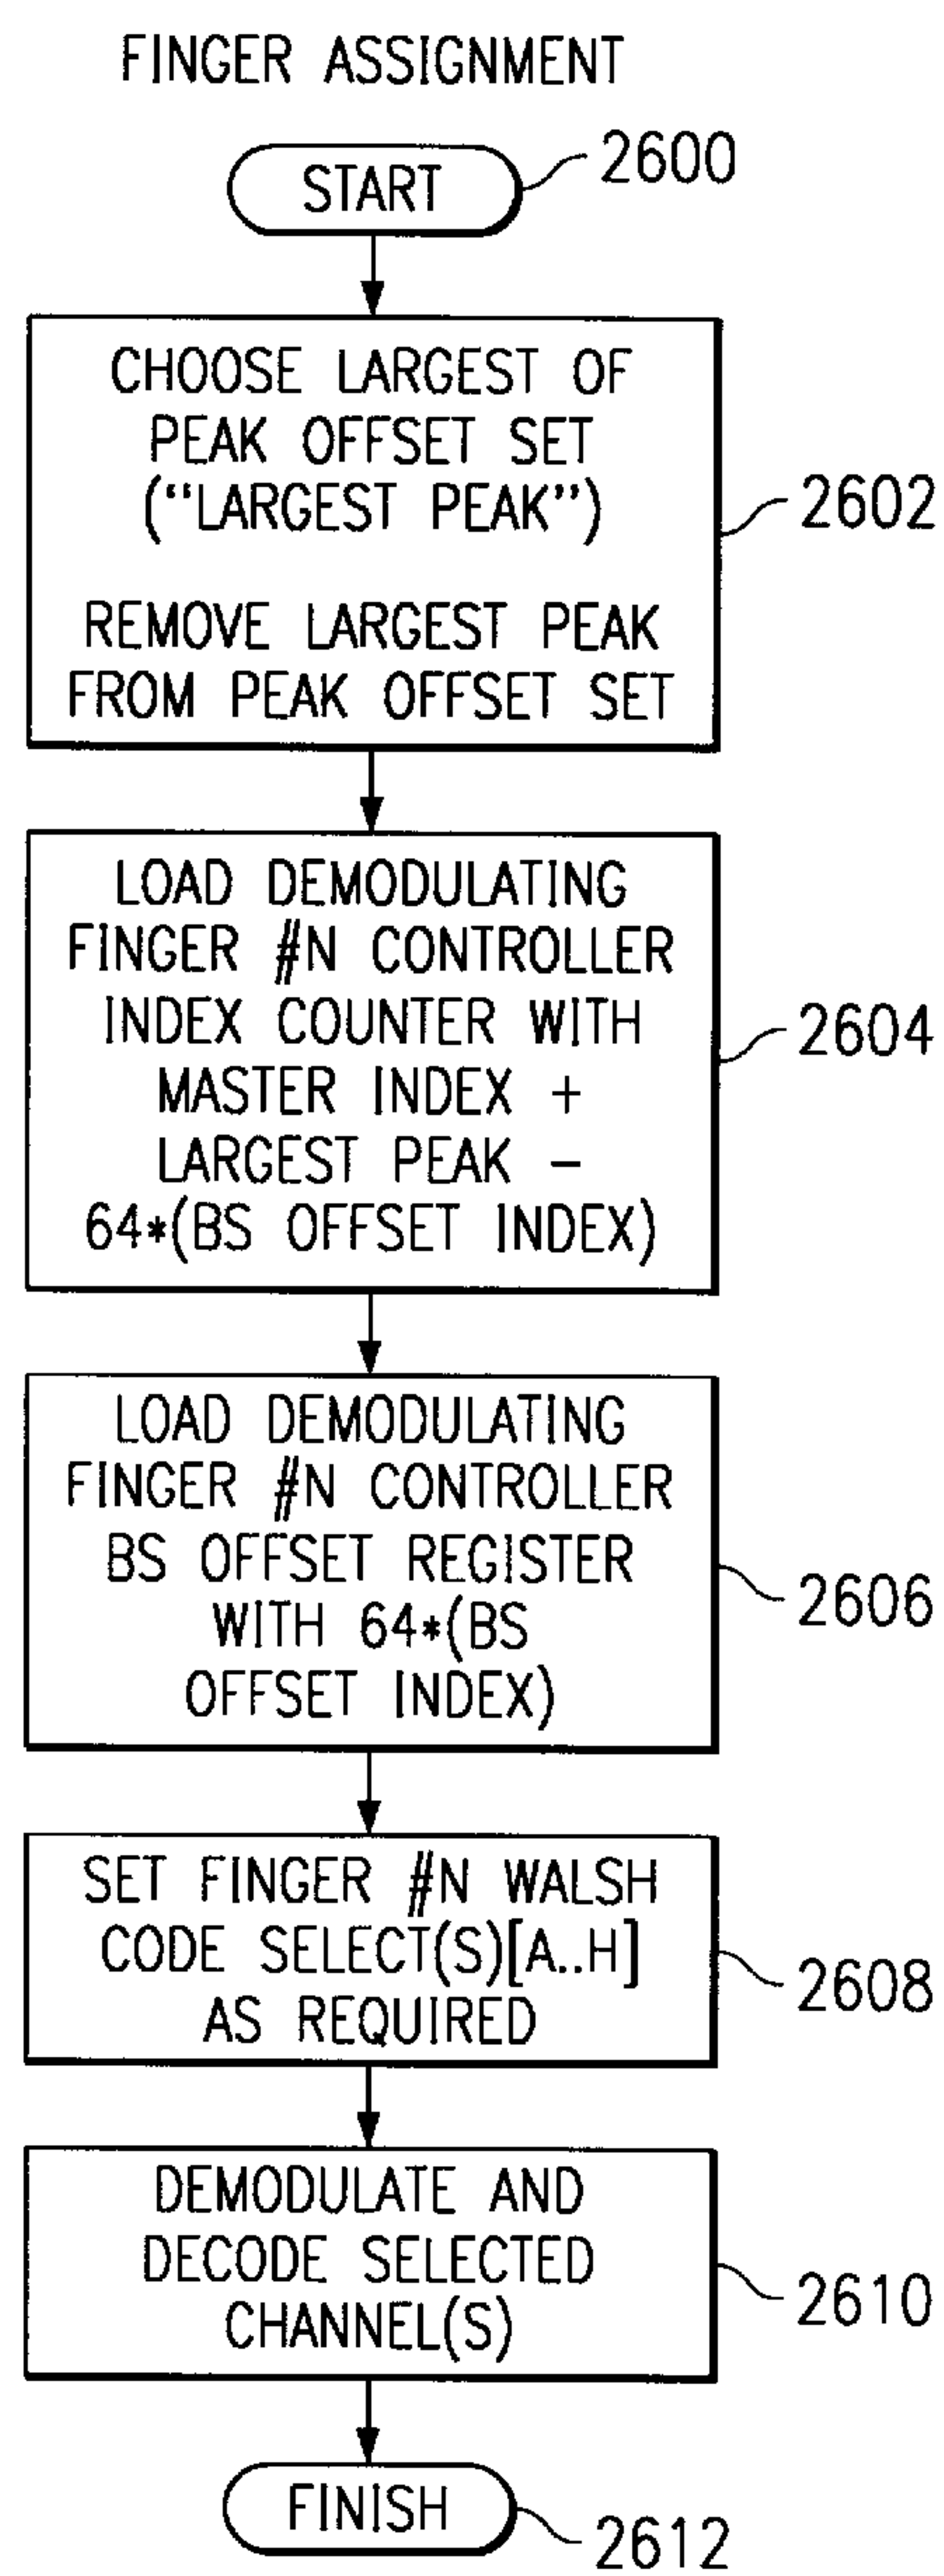 FINGER ASSIGNMENT
START
2600
CHOOSE LARGEST OF
PEAK OFFSET SET
("LARGEST PEAK")
REMOVE LARGEST PEAK
FROM PEAK OFFSET SET
2602
LOAD DEMODULATING
FINGER #N CONTROLLER
INDEX COUNTER WITH
MASTER INDEX +
LARGEST PEAK –
64*(BS OFFSET INDEX)
2604
LOAD DEMODULATING
FINGER #N CONTROLLER
BS OFFSET REGISTER
WITH 64*(BS
OFFSET INDEX)
2606
SET FINGER #N WALSH
CODE SELECT(S)[A..H]
AS REQUIRED
2608
DEMODULATE AND
DECODE SELECTED
CHANNEL(S)
2610
FINISH
2612